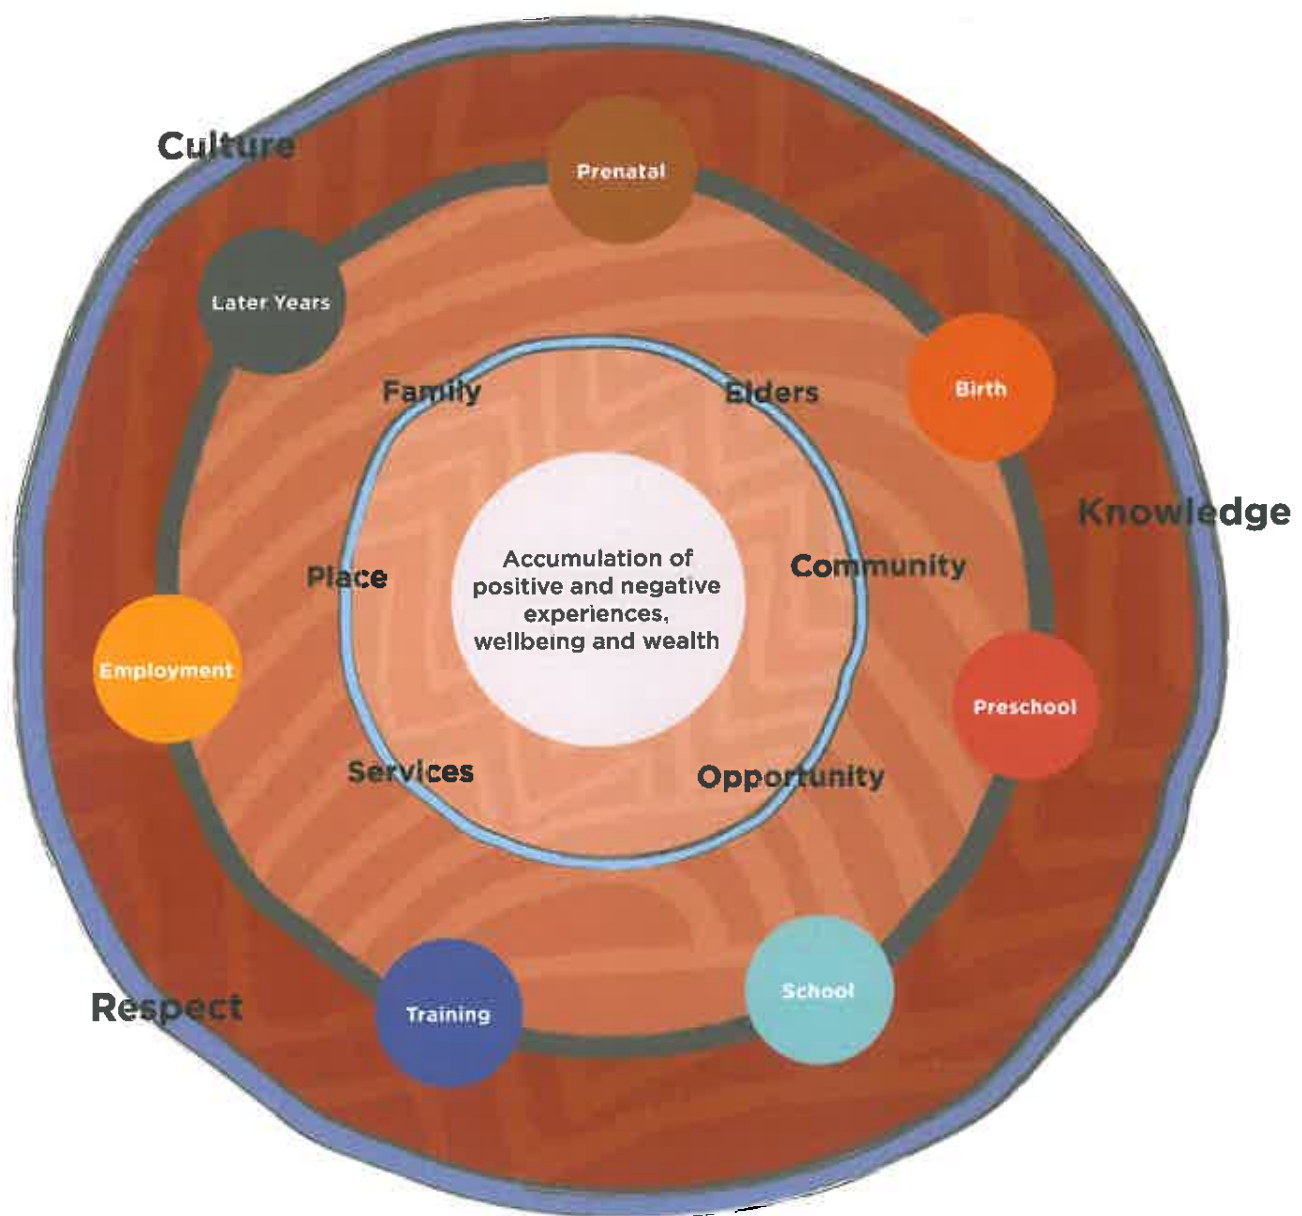 Culture
Prenatal
Later Years
Family
Elders
Birth
Knowledge
Accumulation of
positive and negative
experiences,
wellbeing and wealth
Place
Community
Employment
Preschool
Services
Opportunity
School
Respect
Training